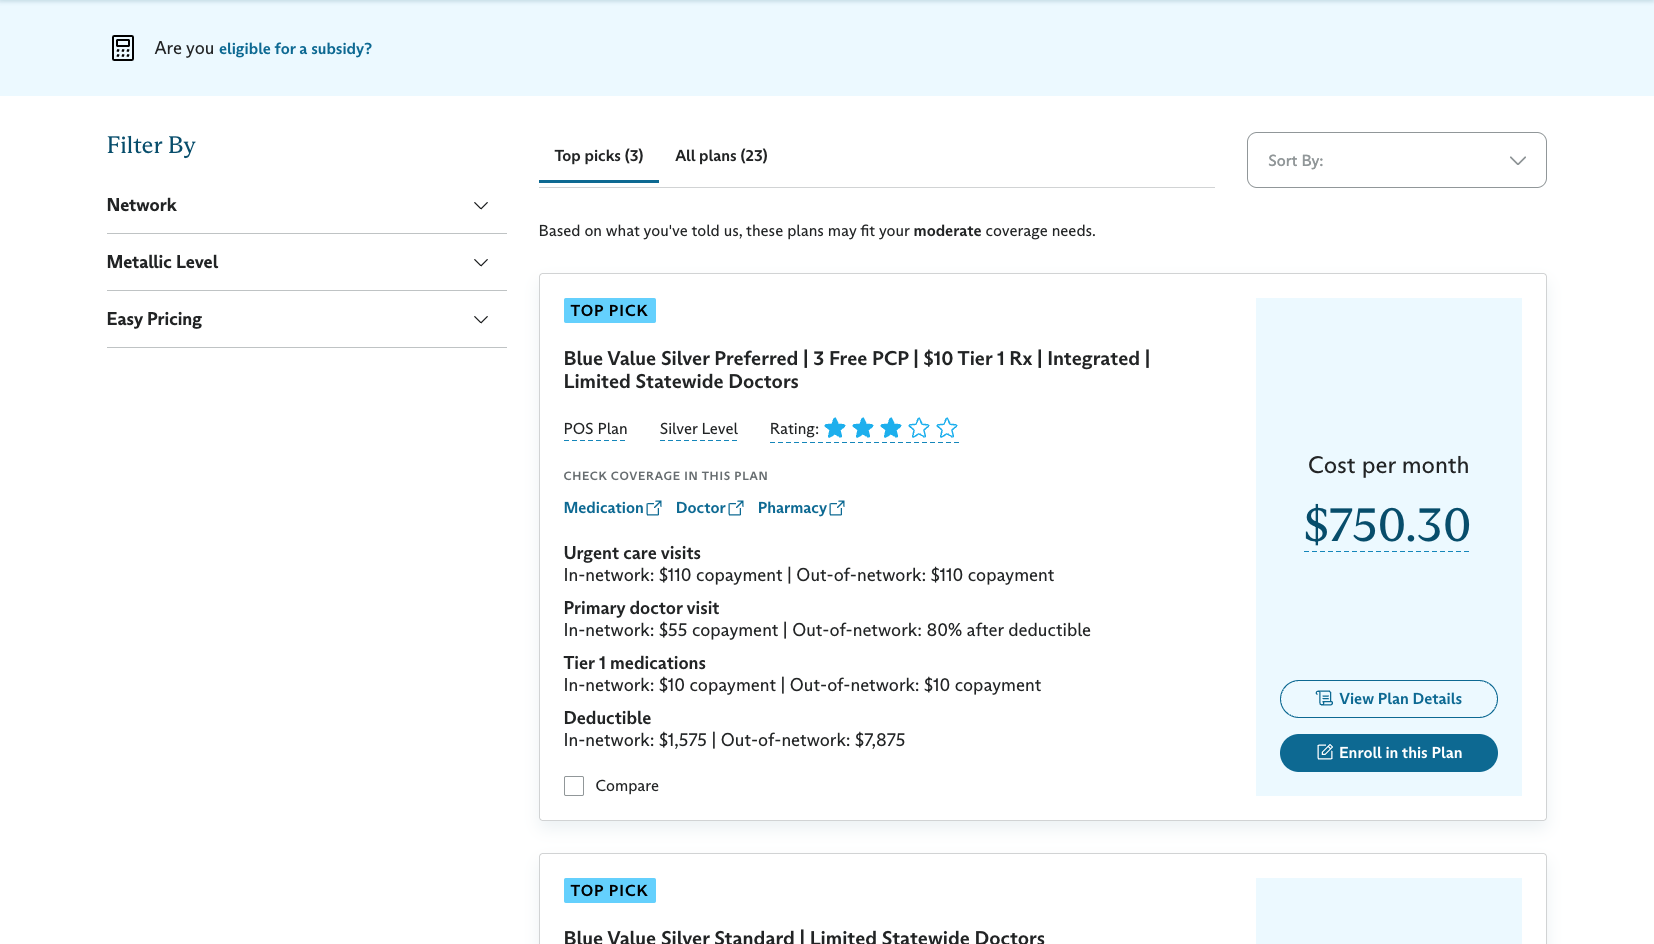 Are you eligible for a subsidy?
Filter By
Network
Metallic Level
Easy Pricing
Top picks (3)
All plans (23)
Sort By:
Based on what you've told us, these plans may fit your moderate coverage needs.
TOP PICK
Blue Value Silver Preferred | 3 Free PCP | $10 Tier 1 Rx | Integrated |
Limited Statewide Doctors
POS Plan
Silver Level
Rating:
CHECK COVERAGE IN THIS PLAN
Medication
Doctor
Pharmacy
Urgent care visits
In-network: $110 copayment | Out-of-network: $110 copayment
Primary doctor visit
In-network: $55 copayment | Out-of-network: 80% after deductible
Tier 1 medications
In-network: $10 copayment | Out-of-network: $10 copayment
Deductible
In-network: $1,575 | Out-of-network: $7,875
Compare
Cost per month
$750.30
View Plan Details
Enroll in this Plan
TOP PICK
Blue Value Silver Standard | Limited Statewide Doctors